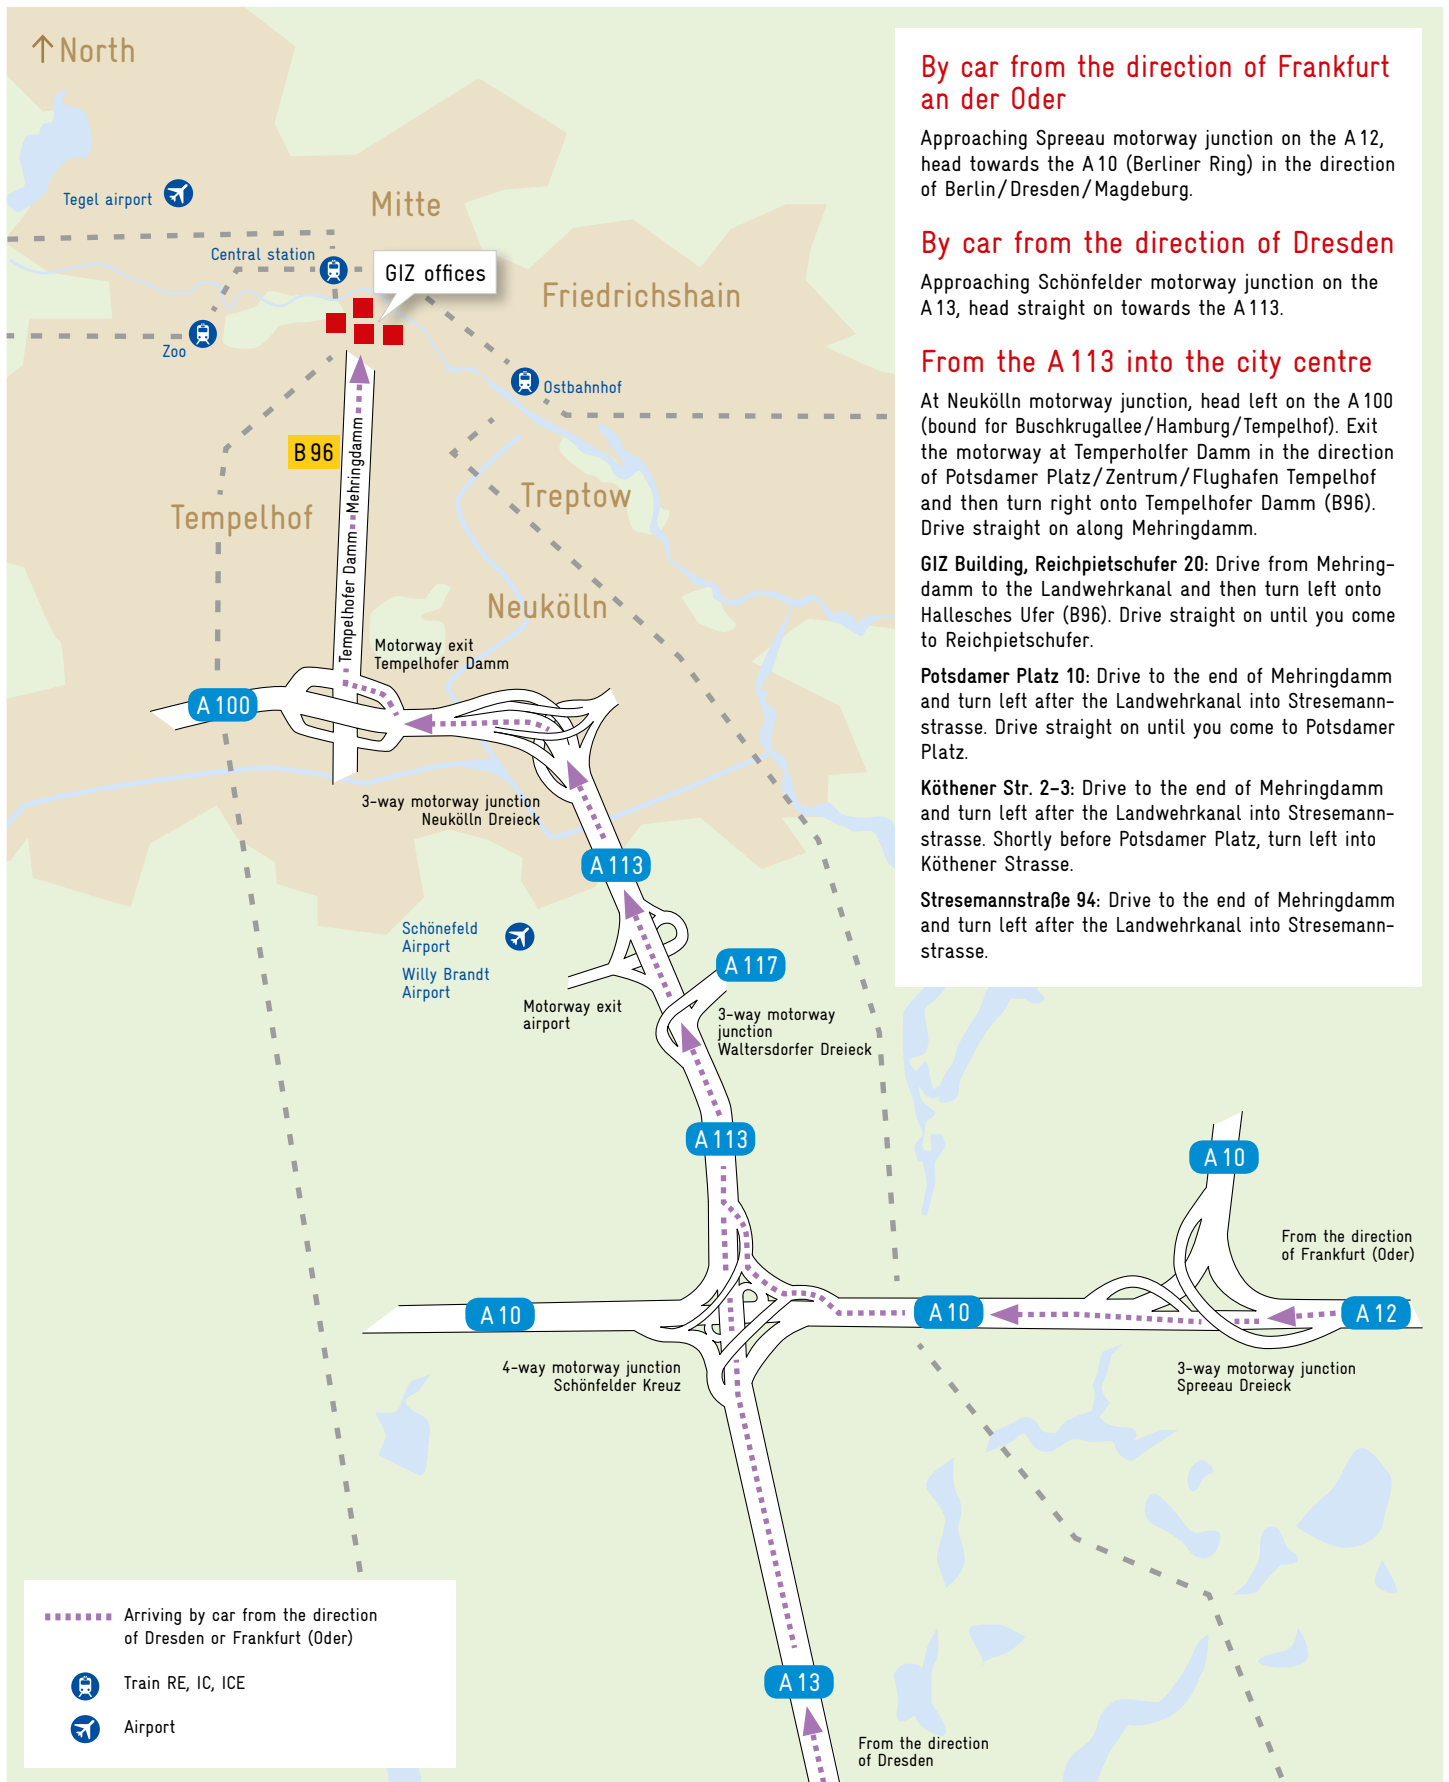 North
Tegel airport
Mitte
Central station
GIZ offices
Friedrichshain
Zoo
Ostbahnhof
B 96
Tempelhofer Damm - Mehringdamm
Treptow
Tempelhof
Neukölln
Motorway exit
Tempelhofer Damm
A 100
3-way motorway junction
Neukölln Dreieck
A 113
Schönefeld
Airport
Willy Brandt
Airport
A 117
Motorway exit
airport
3-way motorway
junction
Waltersdorfer Dreieck
A 113
A 10
From the direction
of Frankfurt (Oder)
A 10
A 10
A 12
4-way motorway junction
Schönfelder Kreuz
3-way motorway junction
Spreeau Dreieck
A 13
From the direction
of Dresden
By car from the direction of Frankfurt
an der Oder
Approaching Spreeau motorway junction on the A 12,
head towards the A 10 (Berliner Ring) in the direction
of Berlin/Dresden/Magdeburg.
By car from the direction of Dresden
Approaching Schönfelder motorway junction on the
A 13, head straight on towards the A 113.
From the A 113 into the city centre
At Neukölln motorway junction, head left on the A 100
(bound for Buschkrugallee/Hamburg/Tempelhof). Exit
the motorway at Temperholfer Damm in the direction
of Potsdamer Platz/Zentrum/Flughafen Tempelhof
and then turn right onto Tempelhofer Damm (B96).
Drive straight on along Mehringdamm.
GIZ Building, Reichpietschufer 20: Drive from Mehring-
damm to the Landwehrkanal and then turn left onto
Hallesches Ufer (B96). Drive straight on until you come
to Reichpietschufer.
Potsdamer Platz 10: Drive to the end of Mehringdamm
and turn left after the Landwehrkanal into Stresemann-
strasse. Drive straight on until you come to Potsdamer
Platz.
Köthener Str. 2–3: Drive to the end of Mehringdamm
and turn left after the Landwehrkanal into Stresemann-
strasse. Shortly before Potsdamer Platz, turn left into
Köthener Strasse.
Stresemannstraße 94: Drive to the end of Mehringdamm
and turn left after the Landwehrkanal into Stresemann-
strasse.
Arriving by car from the direction
of Dresden or Frankfurt (Oder)
Train RE, IC, ICE
Airport